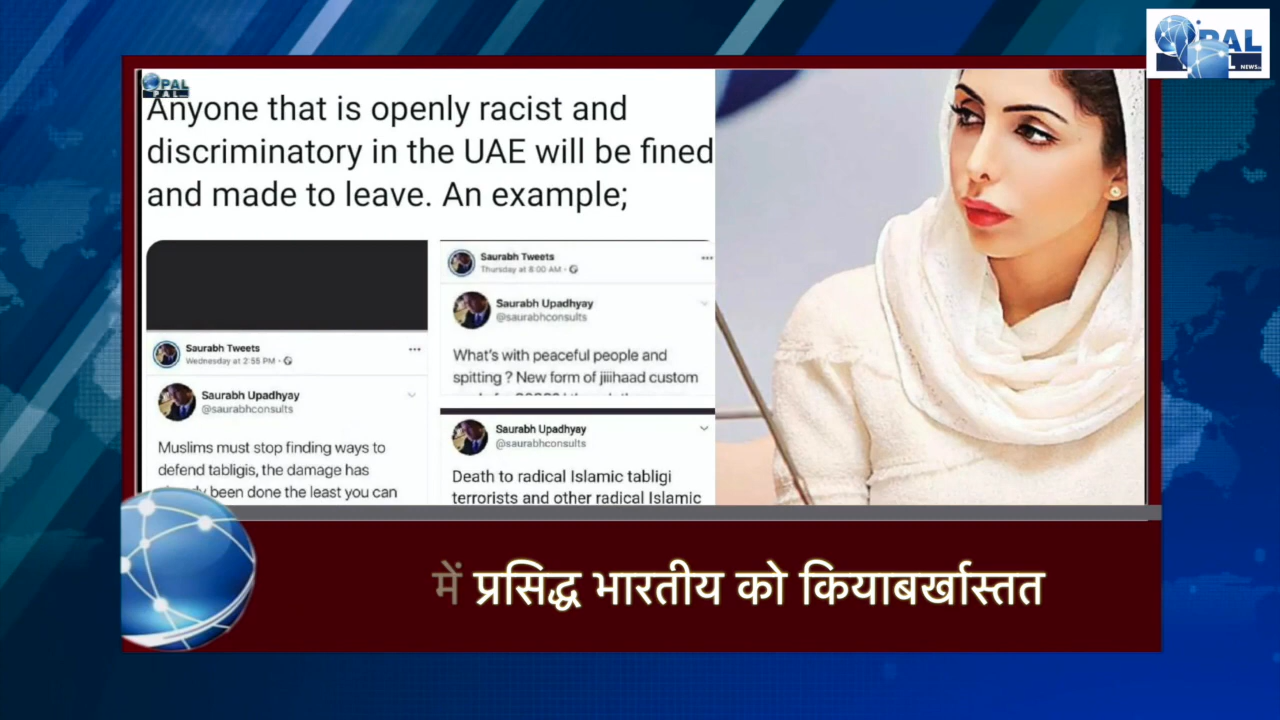 PAL
NEWS
PAL
Anyone that is openly racist and
discriminatory in the UAE will be fined
and made to leave. An example;
Saurabh Tweets
Wednesday at 2:55 PM ·
Saurabh Upadhyay
@saurabhconsults
Muslims must stop finding ways to
defend tabligis, the damage has
been done the least you can
Saurabh Tweets
Thursday at 8:00 AM ·
Saurabh Upadhyay
@saurabhconsults
What's with peaceful people and
spitting ? New form of jiiihaad custom
Saurabh Upadhyay
@saurabhconsults
Death to radical Islamic tabligi
terrorists and other radical Islamic
में प्रसिद्ध भारतीय को कियाबर्खास्तत